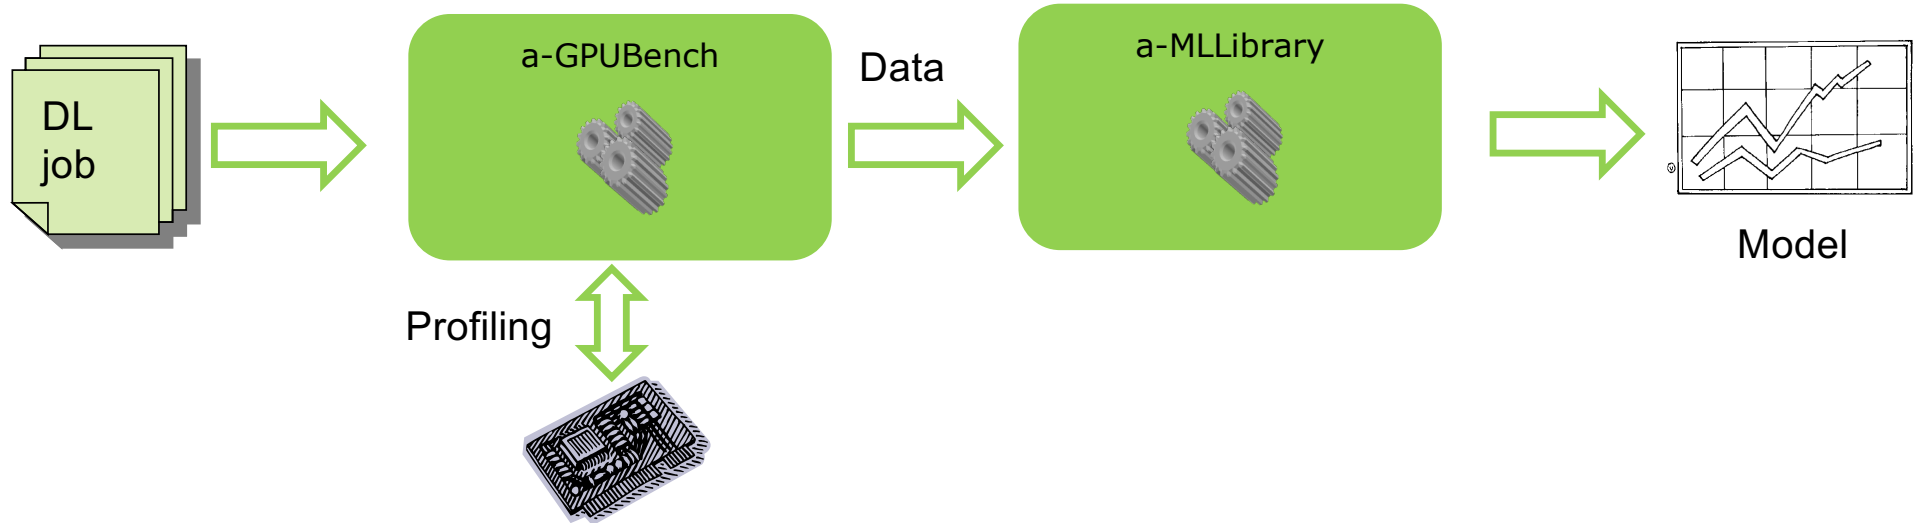 DL
job
a-GPUBench
Data
a-MLLibrary
Model
Profiling